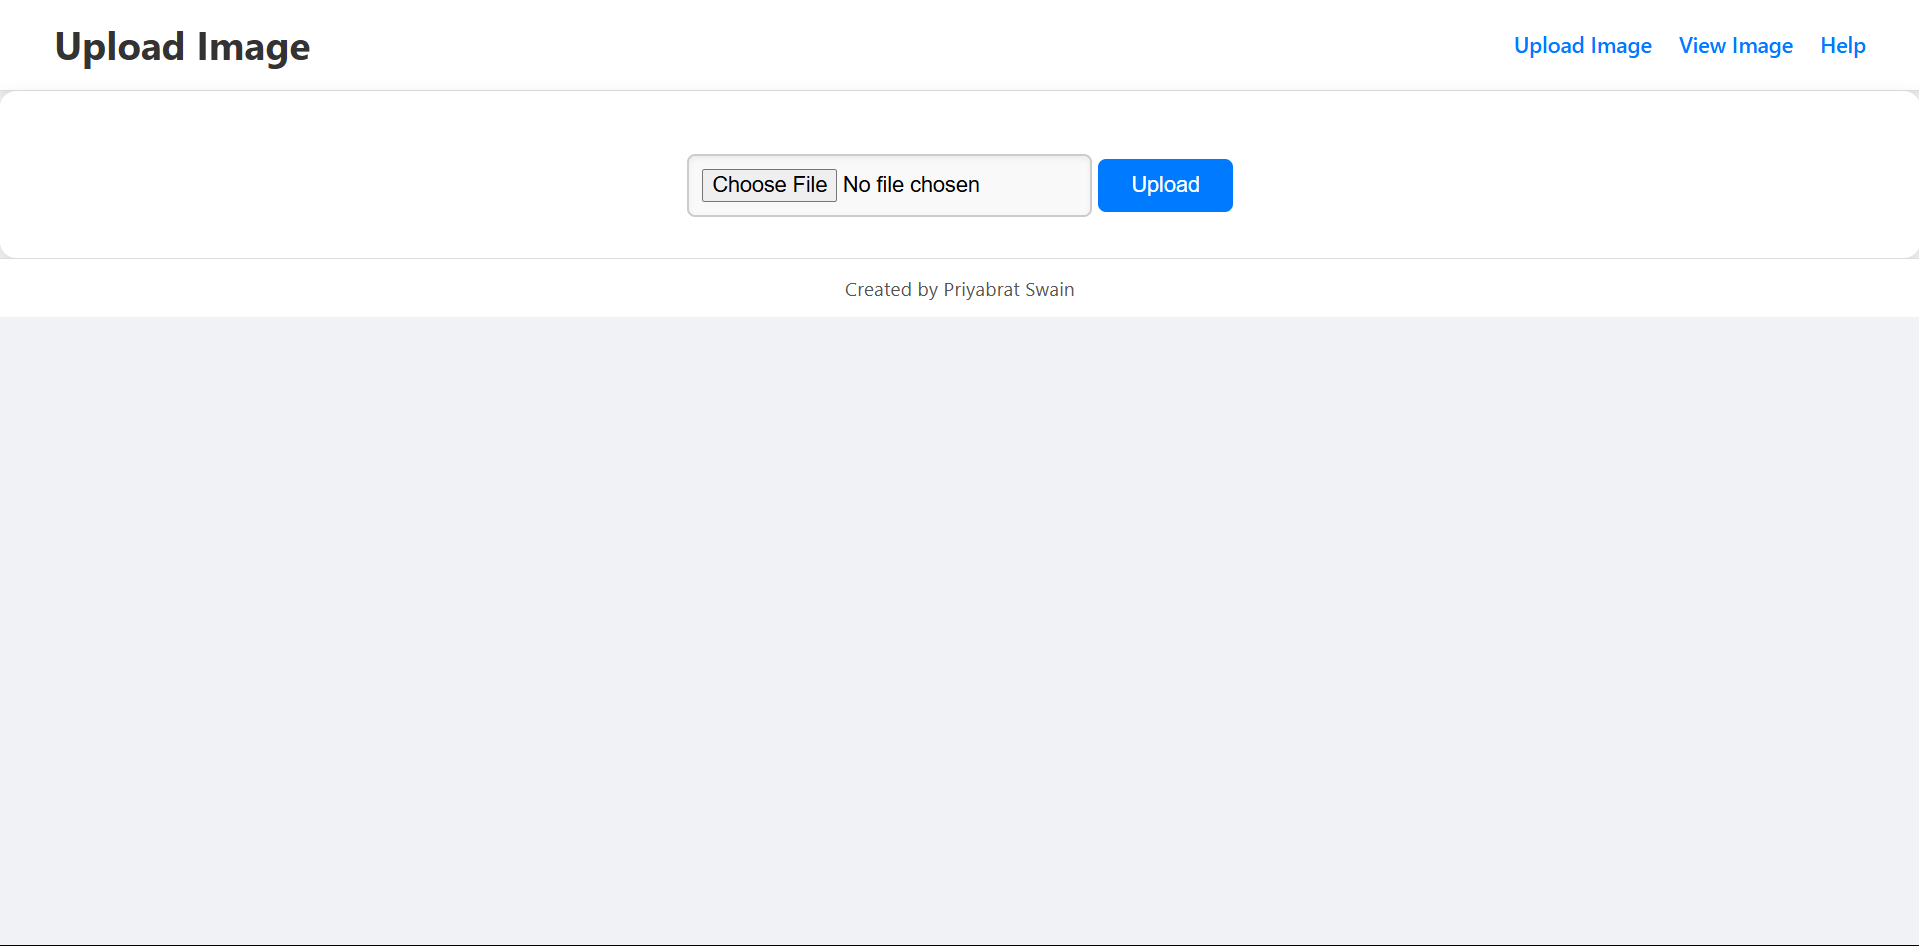 Upload Image
Upload Image View Image Help
Choose File No file chosen Upload
Created by Priyabrat Swain